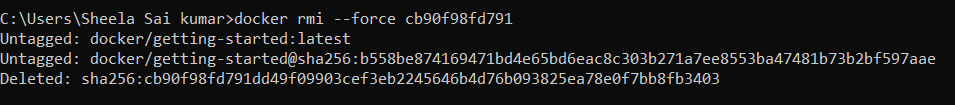 C:\Users\Sheela Sai kumar>docker rmi --force cb90f98fd791
Untagged: docker/getting-started:latest
Untagged: docker/getting-started@sha256:b558be874169471bd4e65bd6eac8c303b271a7ee8553ba47481b73b2bf597aae
Deleted: sha256:cb90f98fd791dd49f09903cef3eb2245646b4d76b093825ea78e0f7bb8fb3403